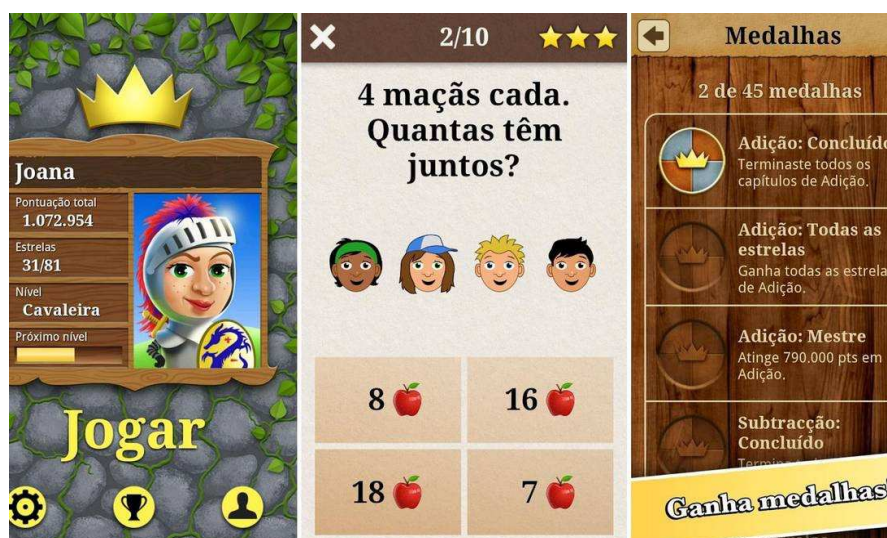 Joana
Pontuação total
1.072.954
Estrelas
31/81
Nível
Cavaleira
Próximo nível
Jogar
2/10
4 maçãs cada.
Quantas têm
juntos?
8
16
18
7
Medalhas
2 de 45 medalhas
Adição: Concluído
Terminaste todos os
capítulos de Adição.
Adição: Todas as
estrelas
Ganha todas as estrela
de Adição.
Adição: Mestre
Atinge 790.000 pts em
Adição.
Subtracção:
Concluído
Ganha medalhas!